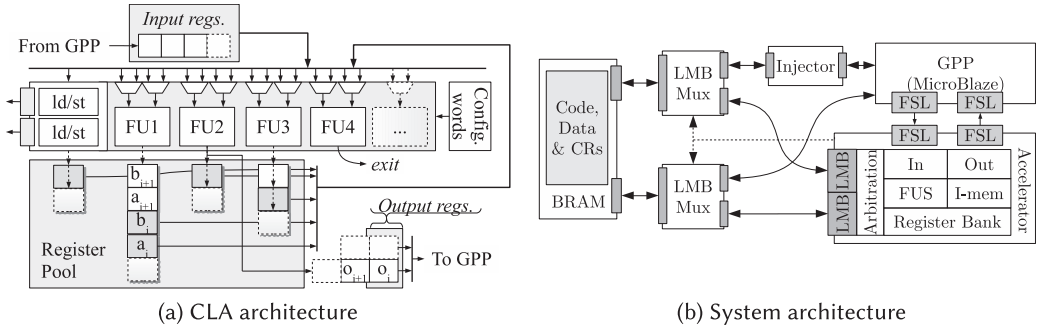 Input regs.
From GPP
ld/st
ld/st
FU1
FU2
FU3
FU4
...
Config.
words
exit
b i+1
a i+1
b i
a i
Register
Pool
Output regs.
o i+1
o i
To GPP
(a) CLA architecture
Code,
Data
& CRs
BRAM
LMB
Mux
LMB
Mux
Injector
GPP
(MicroBlaze)
FSL
FSL
FSL
FSL
LMB
LMB
Arbitration
In
Out
FUS
I-mem
Register Bank
Accelerator
(b) System architecture